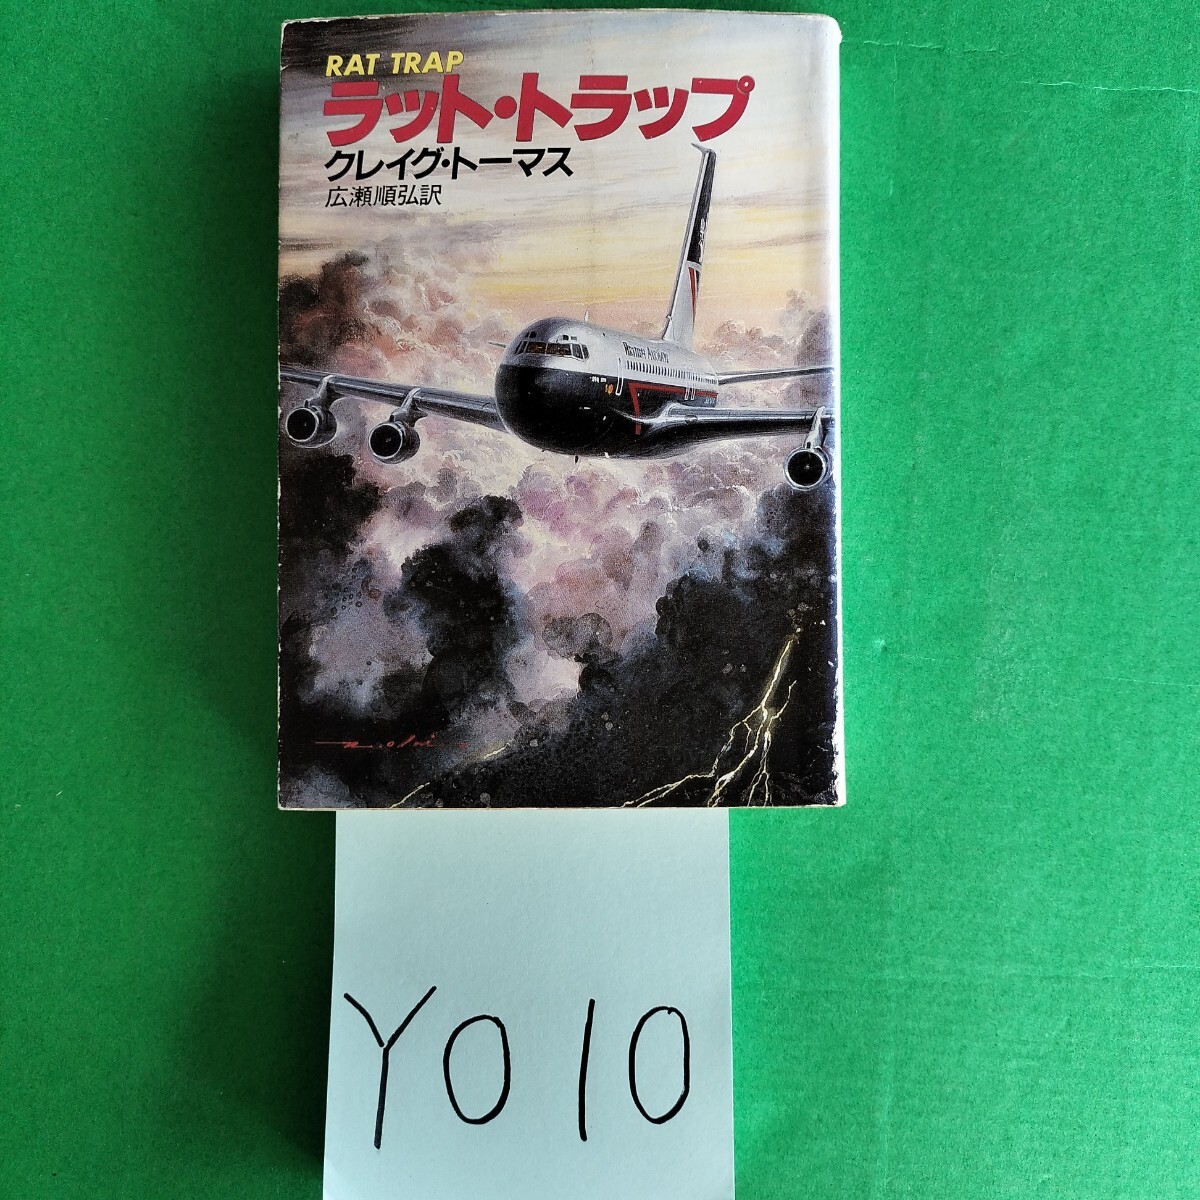 RAT TRAP
ラット・トラップ
クレイグ・トーマス
広瀬順弘訳
YO10